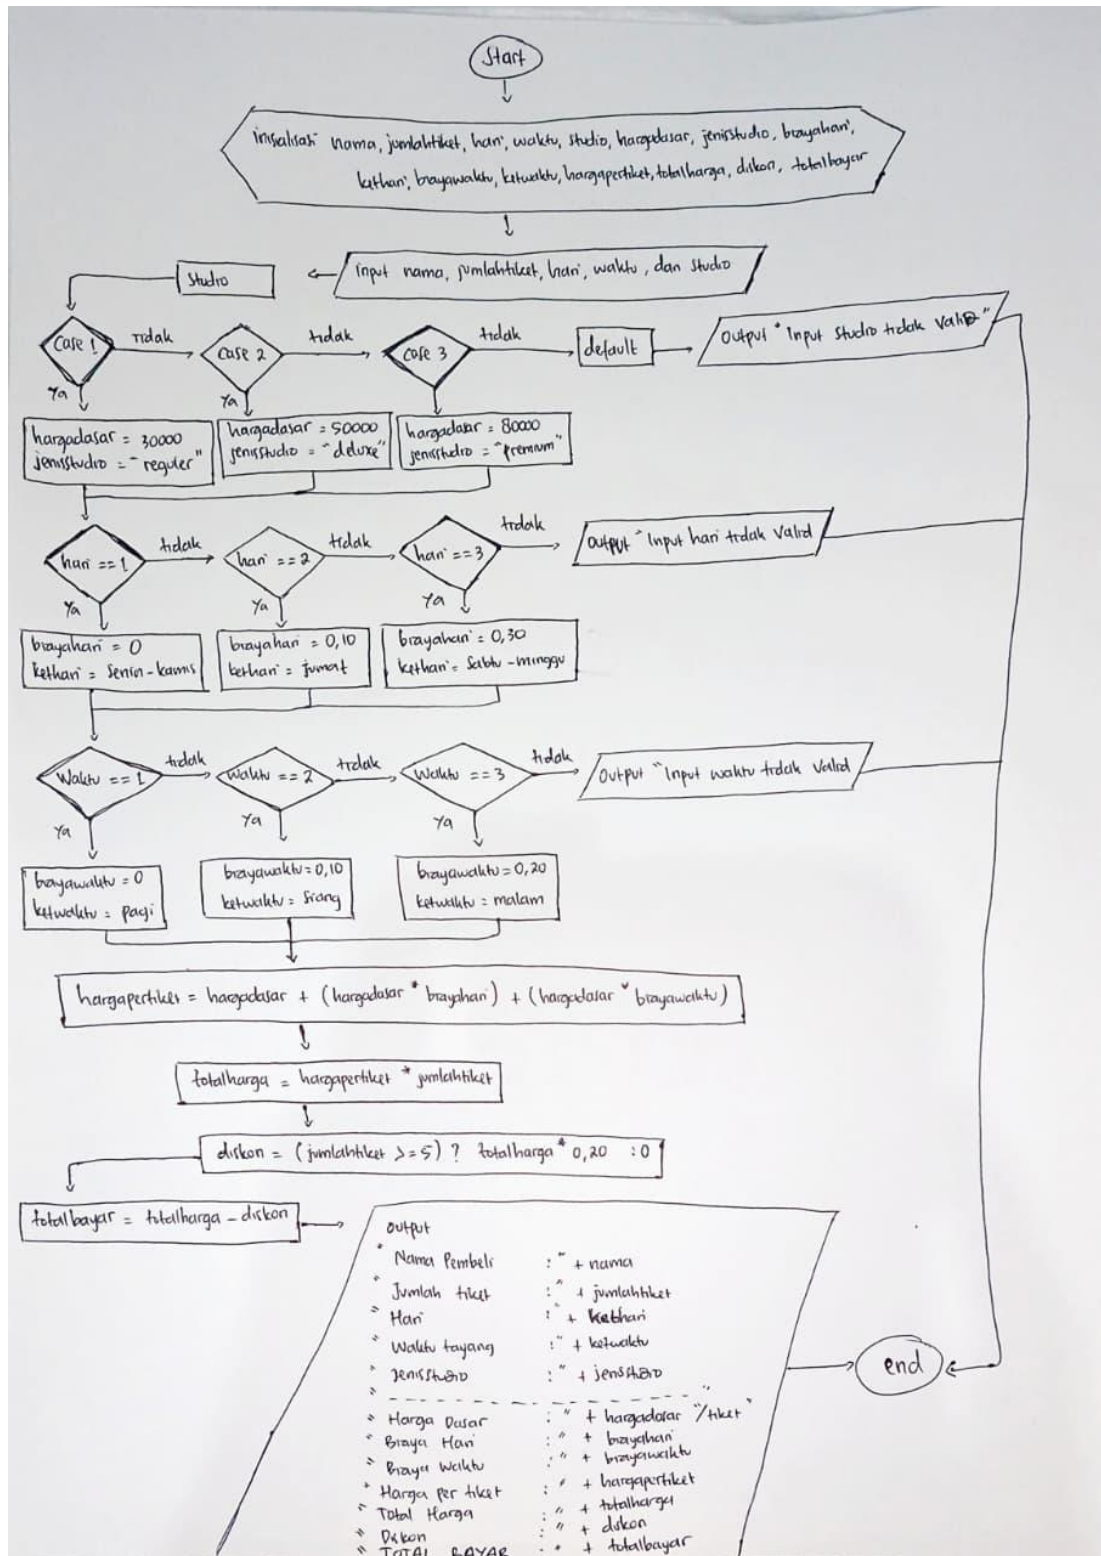 Start
inisialisasi nama, jumlahtiket, hari, waktu, studio, hargadasar, jenisstudio, biayahari,
kethari, biayawaktu, ketwaktu, hargapertiket, totalharga, diskon, totalbayar
input nama, jumlahtiket, hari, waktu, dan studio
Studio
Case 1
Tidak
Case 2
tidak
Case 3
tidak
default
Output "Input Studio tidak Valid"
Ya
Ya
hargadasar = 30000
jenisstudio = "reguler"
hargadasar = 50000
jenisstudio = "deluxe"
hargadasar = 80000
jenisstudio = "premium"
hari == 1
tidak
hari == 2
tidak
hari == 3
tidak
Output "Input hari tidak Valid
Ya
Ya
Ya
biayahari = 0
kethari = Senin - kamis
biayahari = 0,10
kethari = jumat
biayahari = 0,30
kethari = Sabtu - minggu
Waktu == 1
tidak
Waktu == 2
tidak
Waktu == 3
tidak
Output "Input waktu tidak Valid
Ya
Ya
Ya
biayawaktu = 0
ketwaktu = pagi
biayawaktu = 0,10
ketwaktu = Siang
biayawaktu = 0,20
ketwaktu = malam
hargapertiket = hargadasar + (hargadasar * biayahari) + (hargadasar * biayawaktu)
totalharga = hargapertiket * jumlahtiket
diskon = (jumlahtiket >= 5) ? totalharga * 0,20 : 0
totalbayar = totalharga - diskon
Output
" Nama Pembeli : " + nama
" Jumlah tiket : " + jumlahtiket
" Hari : " + kethari
" Waktu tayang : " + ketwaktu
" Jenis Studio : " + jensstudio
" - - - - - - - - - - - - - - - - - "
" Harga Dasar : " + hargadasar "/tiket"
" Biaya Hari : " + biayahari
" Biaya Waktu : " + biayawaktu
" Harga per tiket : " + hargapertiket
" Total Harga : " + totalharga
" Diskon : " + diskon
" TOTAL BAYAR : " + totalbayar
end